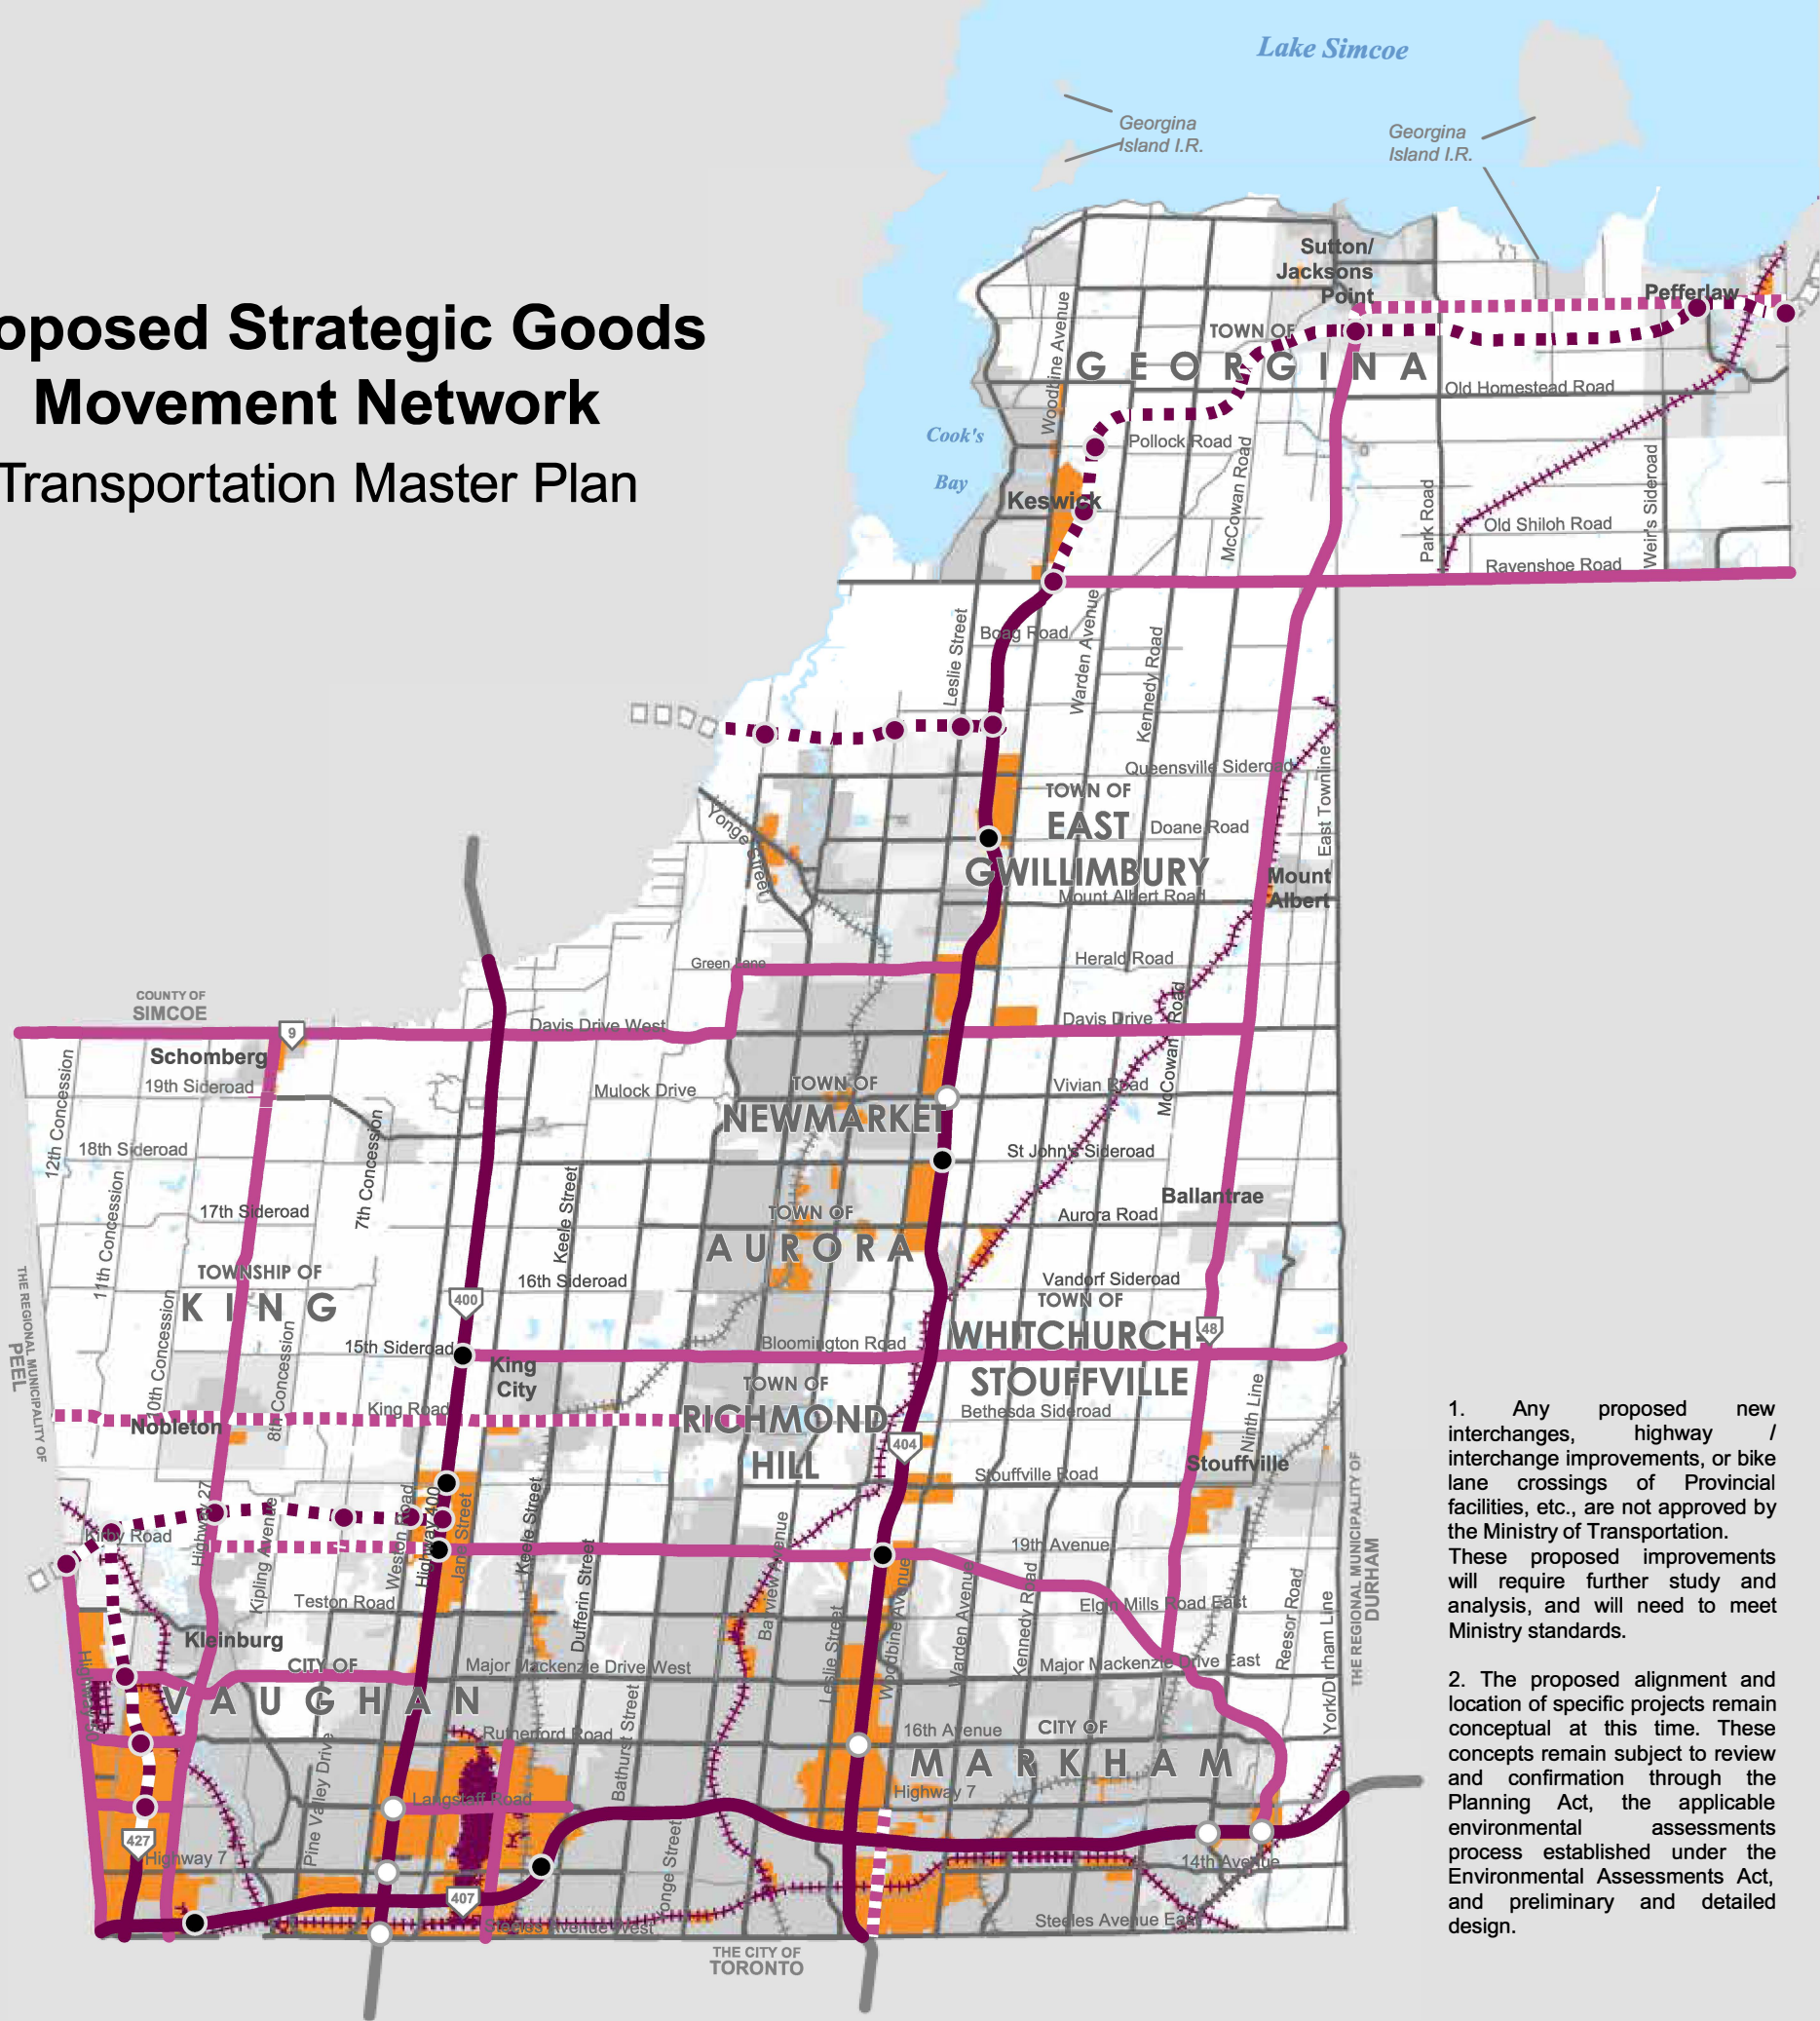 oposed Strategic Goods
Movement Network
Transportation Master Plan
Lake Simcoe
Georgina
Island I.R.
Georgina
Island I.R.
Sutton/
Jacksons
Point
Pefferlaw
TOWN OF
GEORGINA
Woodbine Avenue
Old Homestead Road
Cook's
Bay
Pollock Road
McCowan Road
Keswick
Park Road
Old Shiloh Road
Weir's Sideroad
Ravenshoe Road
Leslie Street
Boag Road
Warden Avenue
Kennedy Road
Queensville Sideroad
East Townline
TOWN OF
EAST
GWILLIMBURY
Doane Road
Yonge Street
Mount Albert Road
Mount
Albert
Green Lane
Herald Road
COUNTY OF
SIMCOE
9
Davis Drive West
Davis Drive
McCowan Road
Schomberg
19th Sideroad
12th Concession
Mulock Drive
TOWN OF
NEWMARKET
Vivian Road
7th Concession
18th Sideroad
St John's Sideroad
11th Concession
17th Sideroad
Keele Street
Ballantrae
TOWN OF
AURORA
Aurora Road
TOWNSHIP OF
KING
16th Sideroad
Vandorf Sideroad
TOWN OF
WHITCHURCH-
STOUFFVILLE
400
48
10th Concession
8th Concession
15th Sideroad
Bloomington Road
THE REGIONAL MUNICIPALITY OF
PEEL
King
City
TOWN OF
RICHMOND
HILL
King Road
Bethesda Sideroad
Ninth Line
Nobleton
404
Stouffville Road
Stouffville
Highway 27
Weston Road
Highway 400
Jane Street
Keele Street
Kirby Road
Kipling Avenue
Dufferin Street
Bayview Avenue
19th Avenue
Teston Road
Elgin Mills Road East
Leslie Street
Woodbine Avenue
Warden Avenue
Kennedy Road
Reesor Road
York/Durham Line
THE REGIONAL MUNICIPALITY OF
DURHAM
Kleinburg
CITY OF
VAUGHAN
Major Mackenzie Drive West
Major Mackenzie Drive East
Rutherford Road
Bathurst Street
16th Avenue
CITY OF
MARKHAM
Pine Valley Drive
Langstaff Road
Highway 7
427
Highway 7
Yonge Street
14th Avenue
407
Steeles Avenue West
Steeles Avenue East
THE CITY OF
TORONTO
1. Any proposed new
interchanges, highway /
interchange improvements, or bike
lane crossings of Provincial
facilities, etc., are not approved by
the Ministry of Transportation.
These proposed improvements
will require further study and
analysis, and will need to meet
Ministry standards.
2. The proposed alignment and
location of specific projects remain
conceptual at this time. These
concepts remain subject to review
and confirmation through the
Planning Act, the applicable
environmental assessments
process established under the
Environmental Assessments Act,
and preliminary and detailed
design.